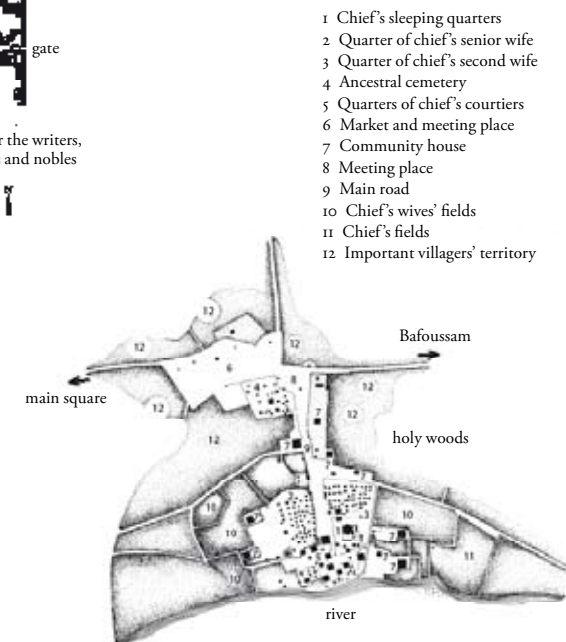 gate
r the writers,
and nobles
1 Chief's sleeping quarters
2 Quarter of chief's senior wife
3 Quarter of chief's second wife
4 Ancestral cemetery
5 Quarters of chief's courtiers
6 Market and meeting place
7 Community house
8 Meeting place
9 Main road
10 Chief's wives' fields
11 Chief's fields
12 Important villagers' territory
12
12
12
Bafoussam
6
8
main square
4
12
12
7
12
12
holy woods
7
9
10
10
10
7
11
7
10
river